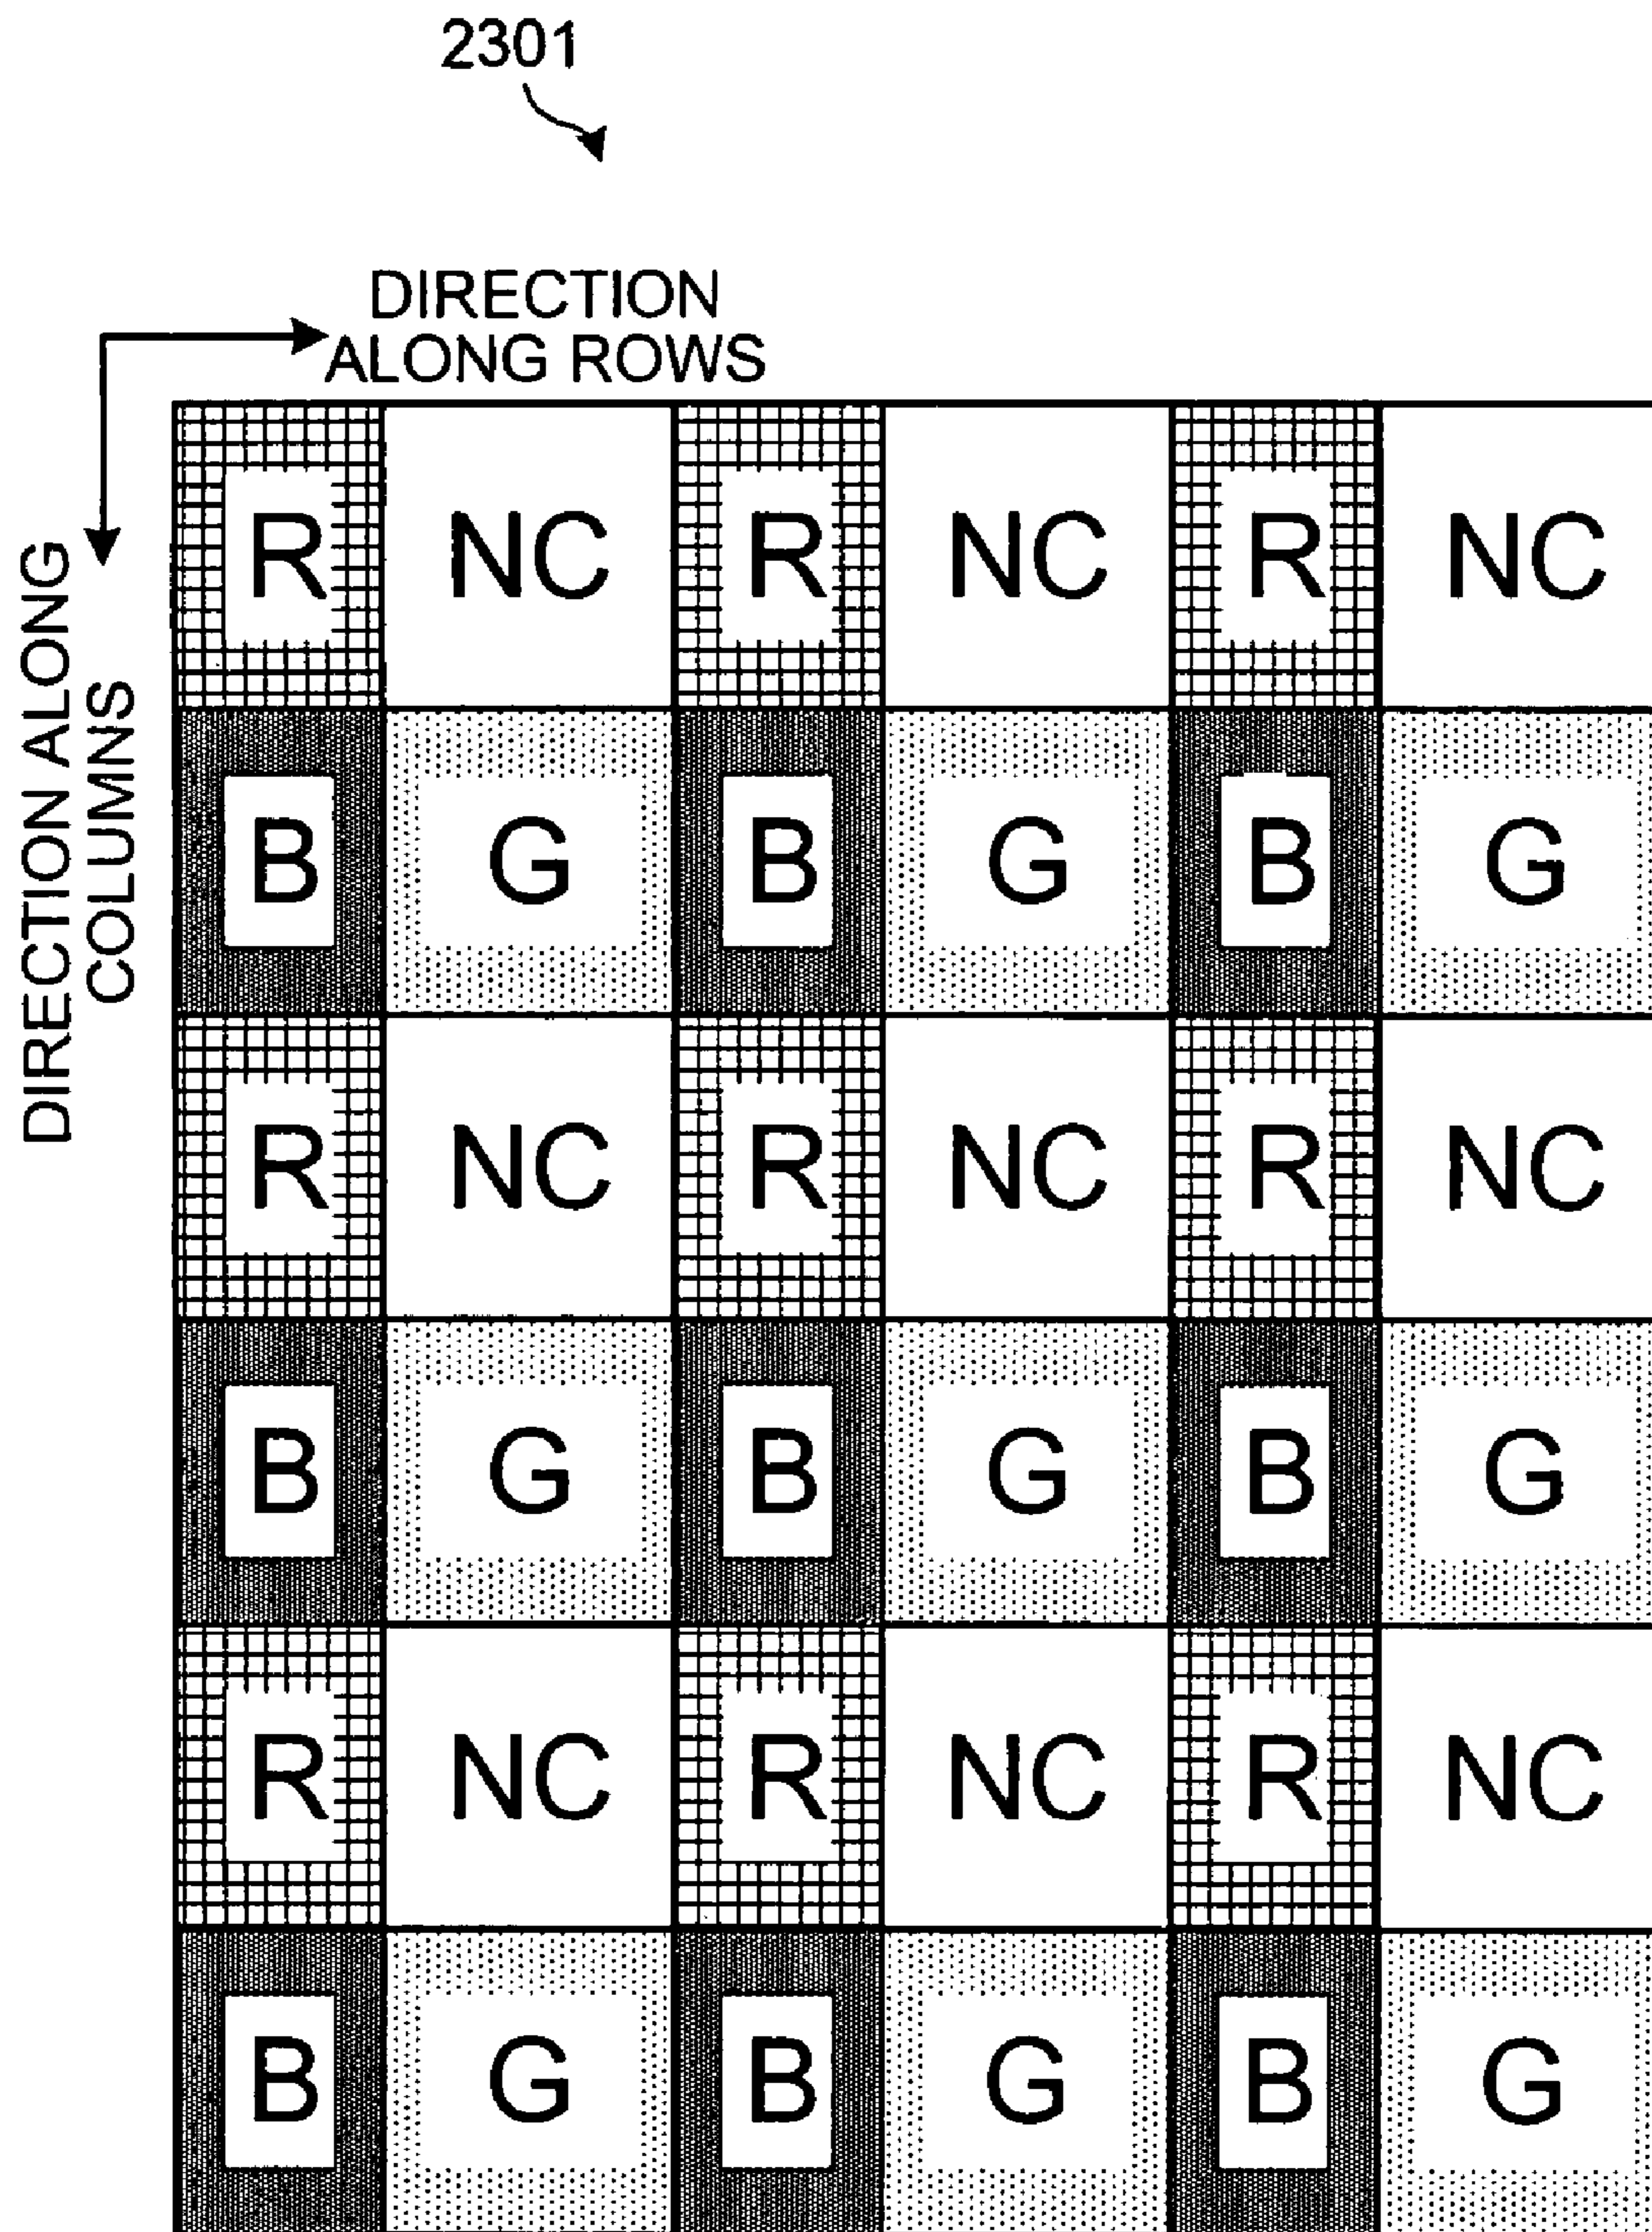 2301
DIRECTION
ALONG ROWS
DIRECTION ALONG
COLUMNS
R NC R NC R NC
B G B G B G
R NC R NC R NC
B G B G B G
R NC R NC R NC
B G B G B G